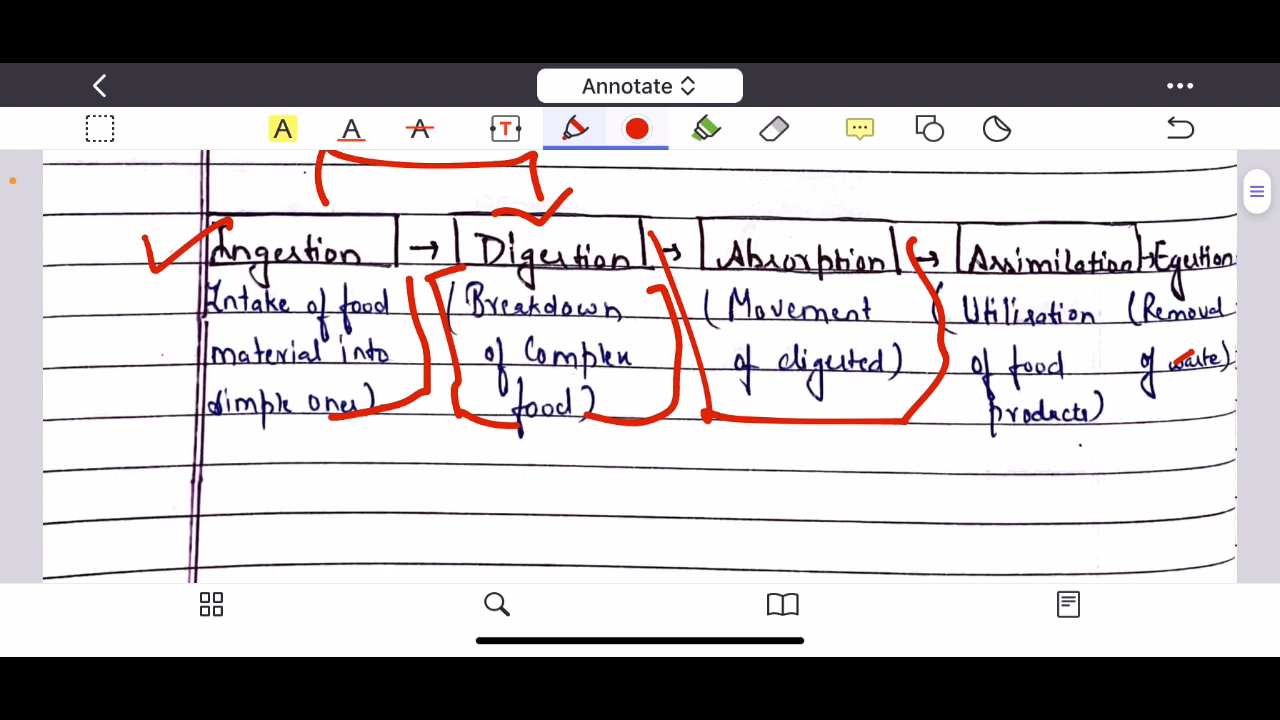 Annotate
A A A T
Ingestion → Digestion → Absorption → Assimilation → Egestion
Intake of food (Breakdown (Movement (Utilisation (Removal
material into of Complex of digested) of food of waste)
simple ones) food) products)